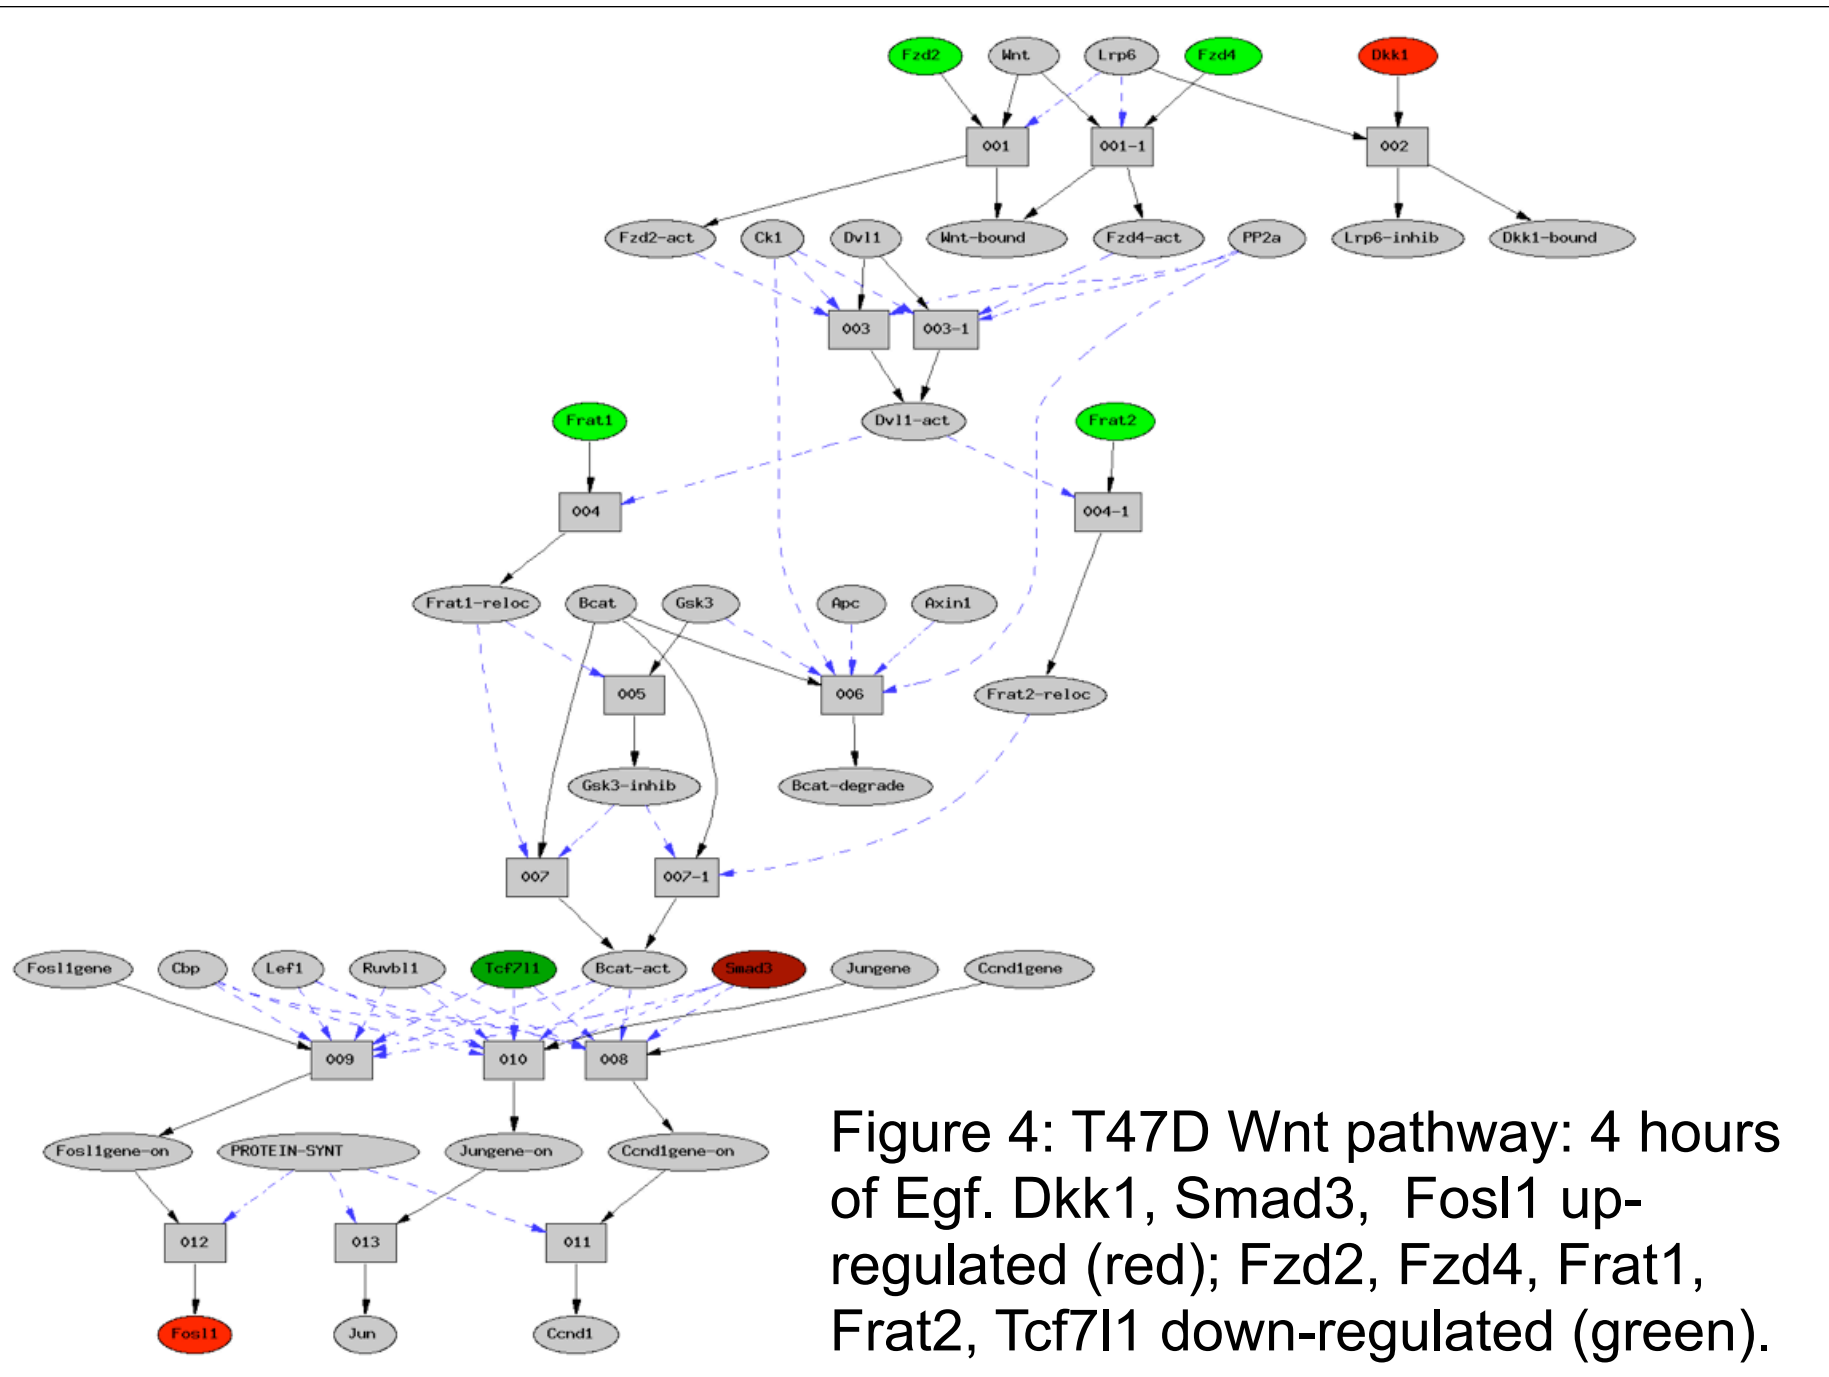 Fzd2 Wnt Lrp6 Fzd4 Dkk1
001 001-1 002
Fzd2-act Ck1 Dvl1 Wnt-bound Fzd4-act PP2a Lrp6-inhib Dkk1-bound
003 003-1
Frat1 Dvl1-act Frat2
004 004-1
Frat1-reloc Bcat Gsk3 Apc Axin1
005 006 Frat2-reloc
Gsk3-inhib Bcat-degrade
007 007-1
Fosl1gene Cbp Lef1 Ruvbl1 Tcf7l1 Bcat-act Smad3 Jungene Ccnd1gene
009 010 008
Fosl1gene-on PROTEIN-SYNT Jungene-on Ccnd1gene-on
012 013 011
Fosl1 Jun Ccnd1
Figure 4: T47D Wnt pathway: 4 hours
of Egf. Dkk1, Smad3, Fosl1 up-
regulated (red); Fzd2, Fzd4, Frat1,
Frat2, Tcf7l1 down-regulated (green).